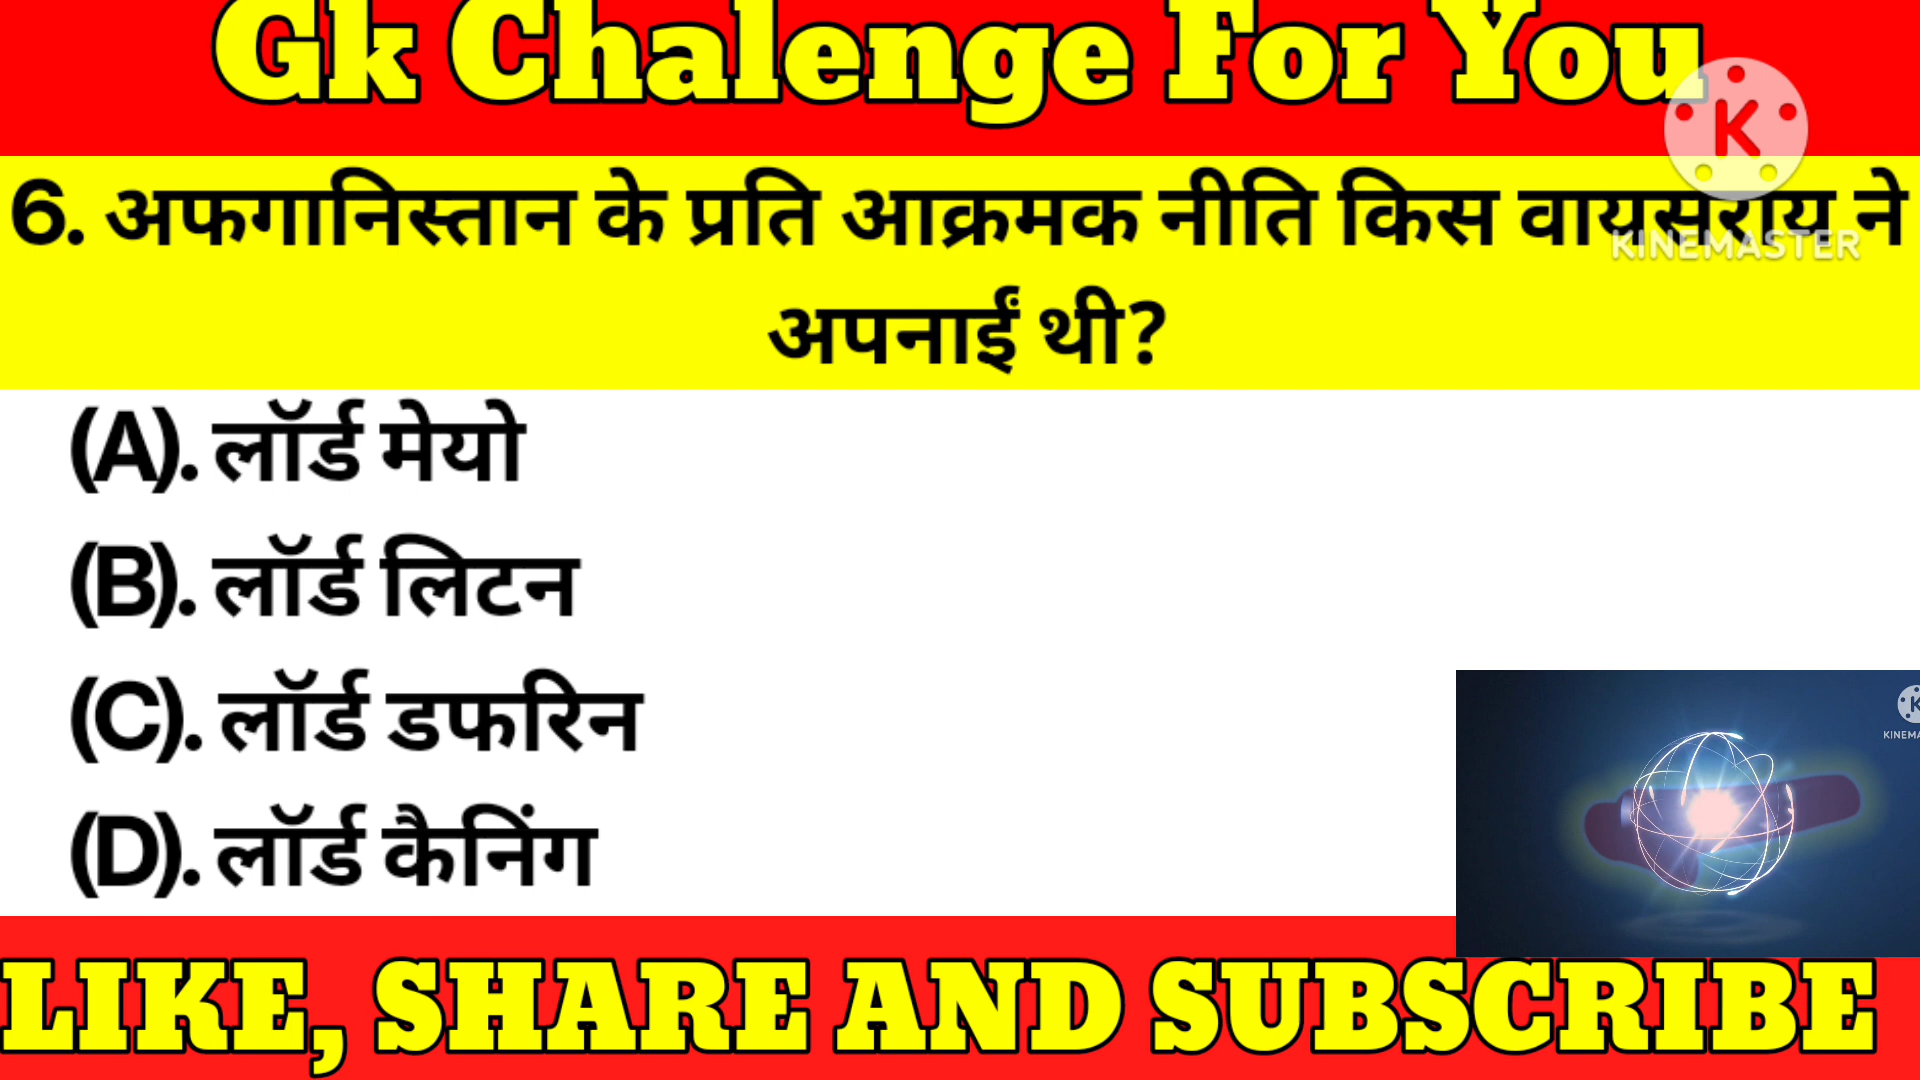 Gk Chalenge For You
K
6. अफगानिस्तान के प्रति आक्रमक नीति किस वायसराय ने
KINEMASTER
अपनाईं थी?
(A). लॉर्ड मेयो
(B). लॉर्ड लिटन
(C). लॉर्ड डफरिन
(D). लॉर्ड कैनिंग
LIKE, SHARE AND SUBSCRIBE